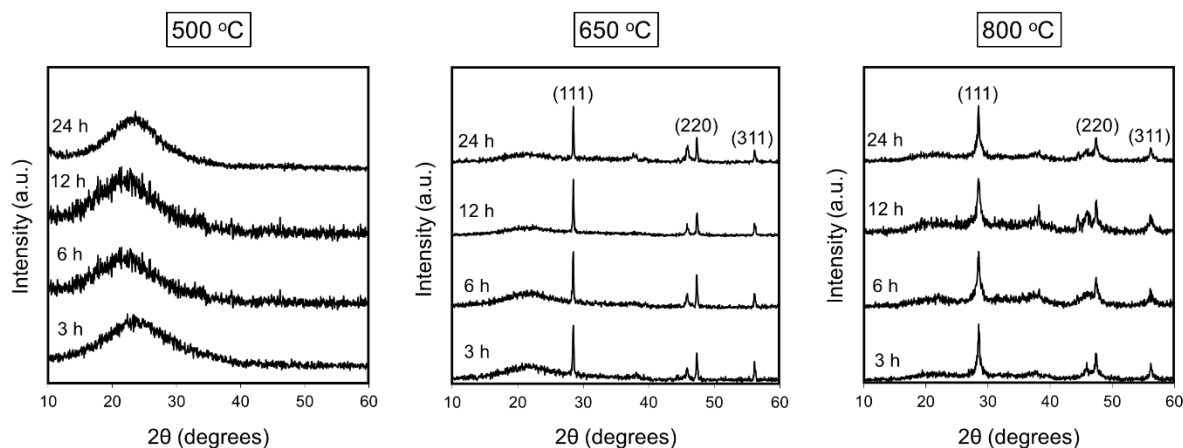 500 °C
24 h
12 h
6 h
3 h
Intensity (a.u.)
10 20 30 40 50 60
2θ (degrees)
650 °C
(111)
(220)
(311)
24 h
12 h
6 h
3 h
Intensity (a.u.)
10 20 30 40 50 60
2θ (degrees)
800 °C
(111)
(220)
(311)
24 h
12 h
6 h
3 h
Intensity (a.u.)
10 20 30 40 50 60
2θ (degrees)